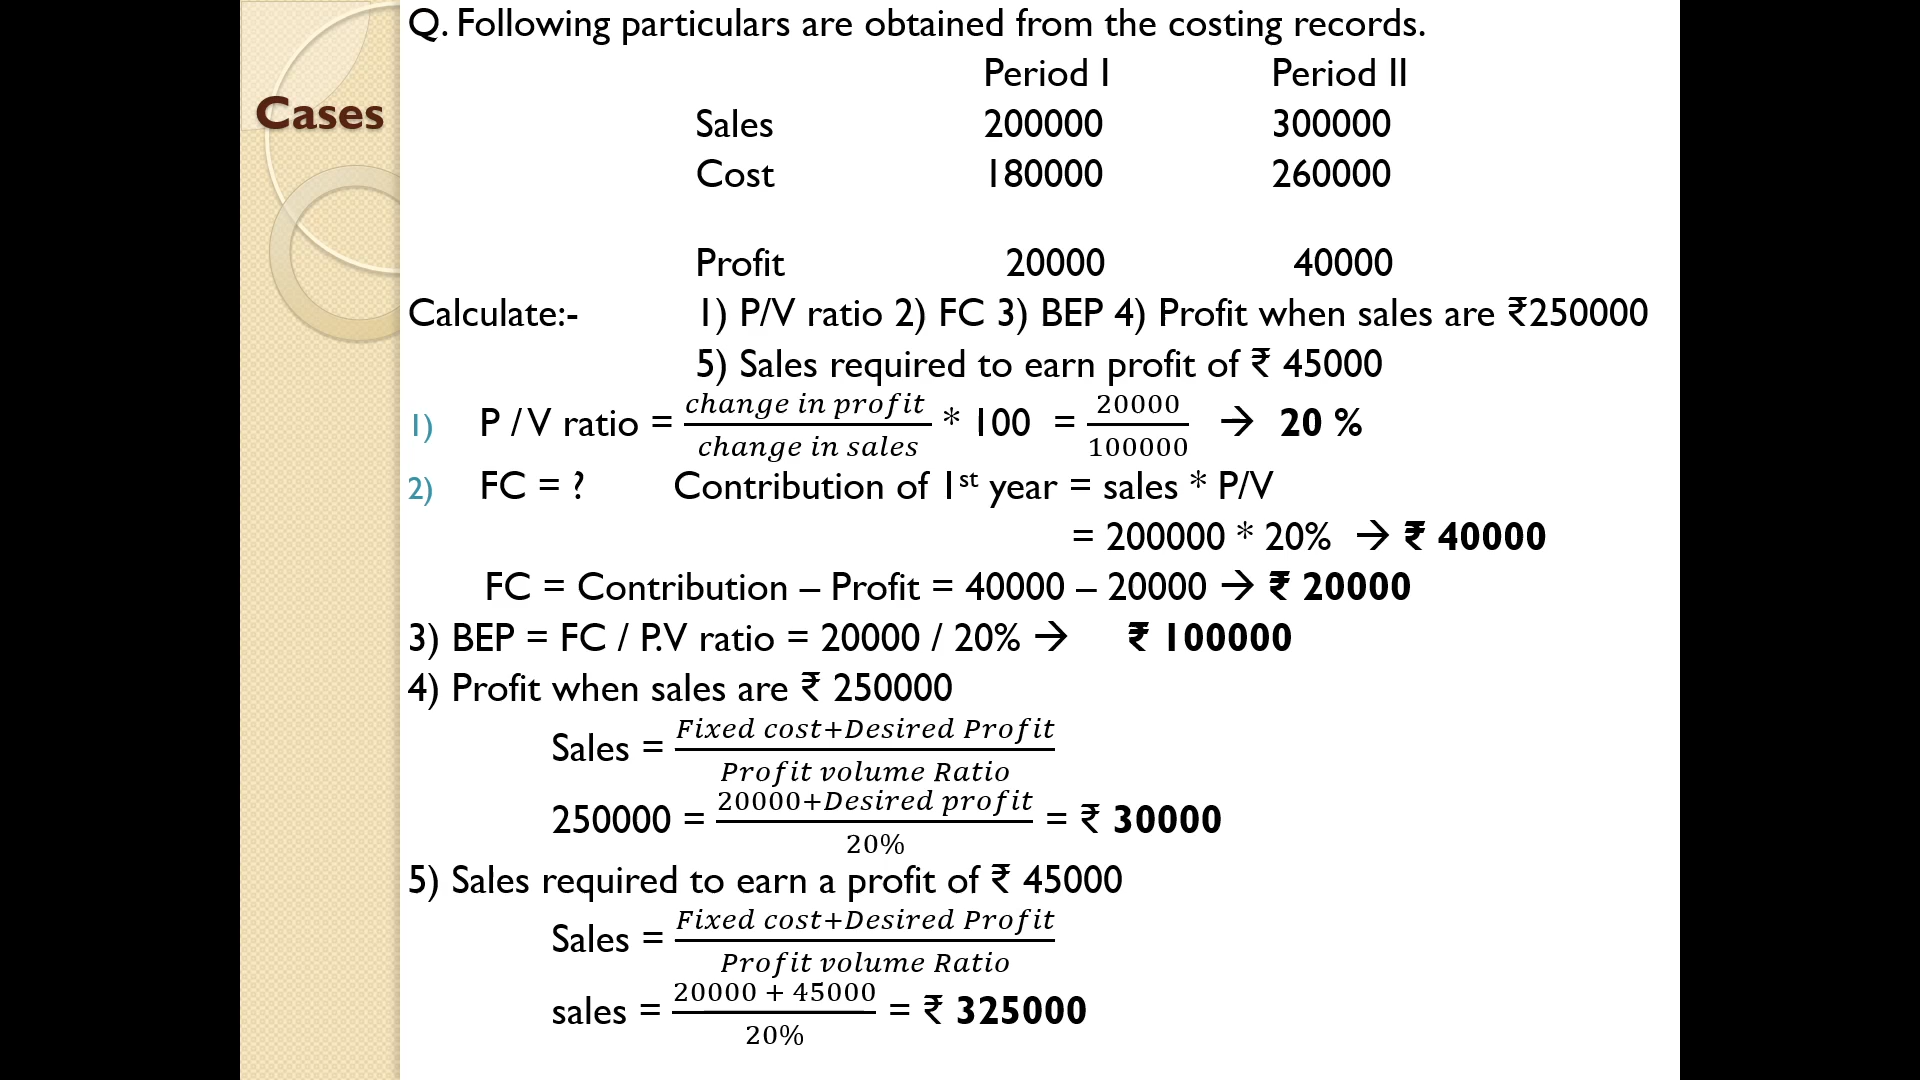 Cases
Q. Following particulars are obtained from the costing records.
Period I Period II
Sales 200000 300000
Cost 180000 260000
Profit 20000 40000
Calculate:- 1) P/V ratio 2) FC 3) BEP 4) Profit when sales are ₹250000
5) Sales required to earn profit of ₹ 45000
1) P / V ratio = change in profit / change in sales * 100 = 20000 / 100000 → 20 %
2) FC = ? Contribution of 1st year = sales * P/V
= 200000 * 20% → ₹ 40000
FC = Contribution – Profit = 40000 – 20000 → ₹ 20000
3) BEP = FC / P.V ratio = 20000 / 20% → ₹ 100000
4) Profit when sales are ₹ 250000
Sales = Fixed cost+Desired Profit / Profit volume Ratio
250000 = 20000+Desired profit / 20% = ₹ 30000
5) Sales required to earn a profit of ₹ 45000
Sales = Fixed cost+Desired Profit / Profit volume Ratio
sales = 20000 + 45000 / 20% = ₹ 325000